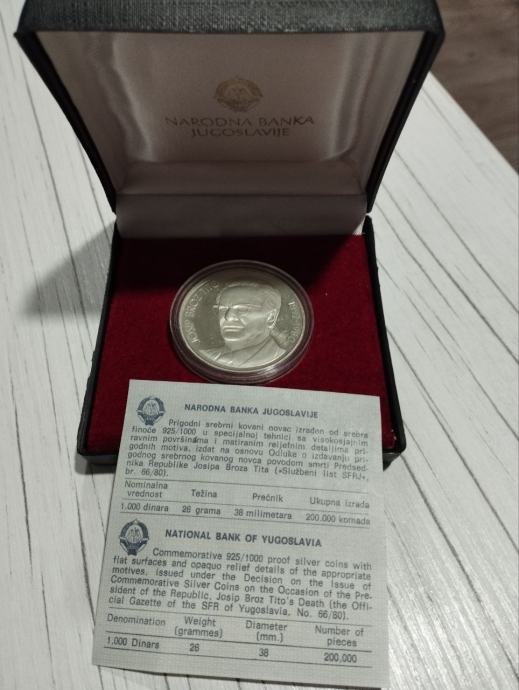 NARODNA BANKA
JUGOSLAVIJE
JOSIP BROZ TITO 1892-1980
NARODNA BANKA JUGOSLAVIJE
Prigodni srebrni kovani novac izrađen od srebra
finoće 925/1000 u specijalnoj tehnici sa visokosjajnim
ravnim površinama i matiranim reljefnim detaljima pri-
godnih motiva, izdat na osnovu Odluke o izdavanju pri-
godnog srebrnog kovanog novca povodom smrti Predsed-
nika Republike Josipa Broza Tita (»Službeni list SFRJ«,
br. 66/80).
Nominalna
vrednost Težina Prečnik Ukupna izrada
1.000 dinara 26 grama 38 milimetara 200.000 komada
NATIONAL BANK OF YUGOSLAVIA
Commemorative 925/1000 proof silver coins with
flat surfaces and opaquo relief details of the appropriate
motives, issued under the Decision on the Issue of
Commemorative Silver Coins on the Occasion of the Pre-
sident of the Republic, Josip Broz Tito's Death (the Offi-
cial Gazette of the SFR of Yugoslavia, No. 66/80).
Denomination Weight (grammes) Diameter (mm.) Number of pieces
1.000 Dinars 26 38 200,000